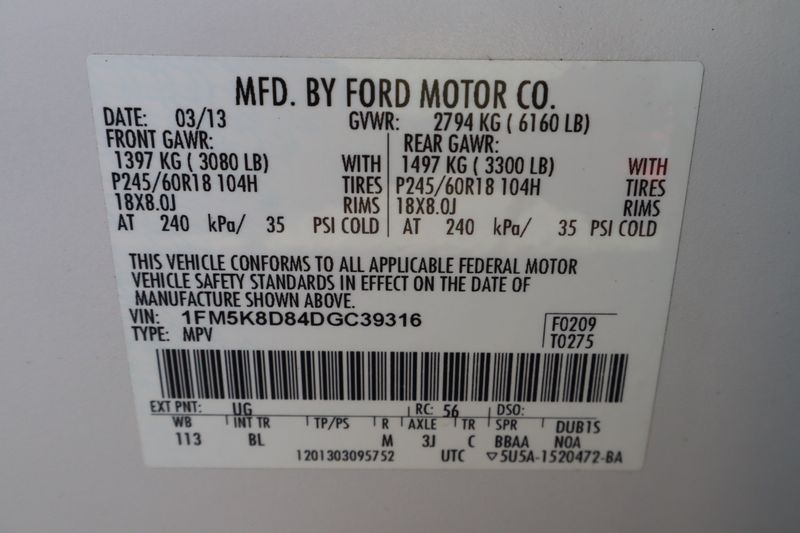 MFD. BY FORD MOTOR CO.
DATE: 03/13 GVWR: 2794 KG ( 6160 LB)
FRONT GAWR: REAR GAWR:
1397 KG ( 3080 LB) WITH 1497 KG ( 3300 LB) WITH
P245/60R18 104H TIRES P245/60R18 104H TIRES
18X8.0J RIMS 18X8.0J RIMS
AT 240 kPa/ 35 PSI COLD AT 240 kPa/ 35 PSI COLD
THIS VEHICLE CONFORMS TO ALL APPLICABLE FEDERAL MOTOR
VEHICLE SAFETY STANDARDS IN EFFECT ON THE DATE OF
MANUFACTURE SHOWN ABOVE.
VIN: 1FM5K8D84DGC39316 F0209
TYPE: MPV T0275
EXT PNT: UG RC: 56 DSO:
WB INT TR TP/PS R AXLE TR SPR DUB1S
113 BL M 3J C BBAA NOA
1201303095752 UTC ▽5U5A-1520472-BA